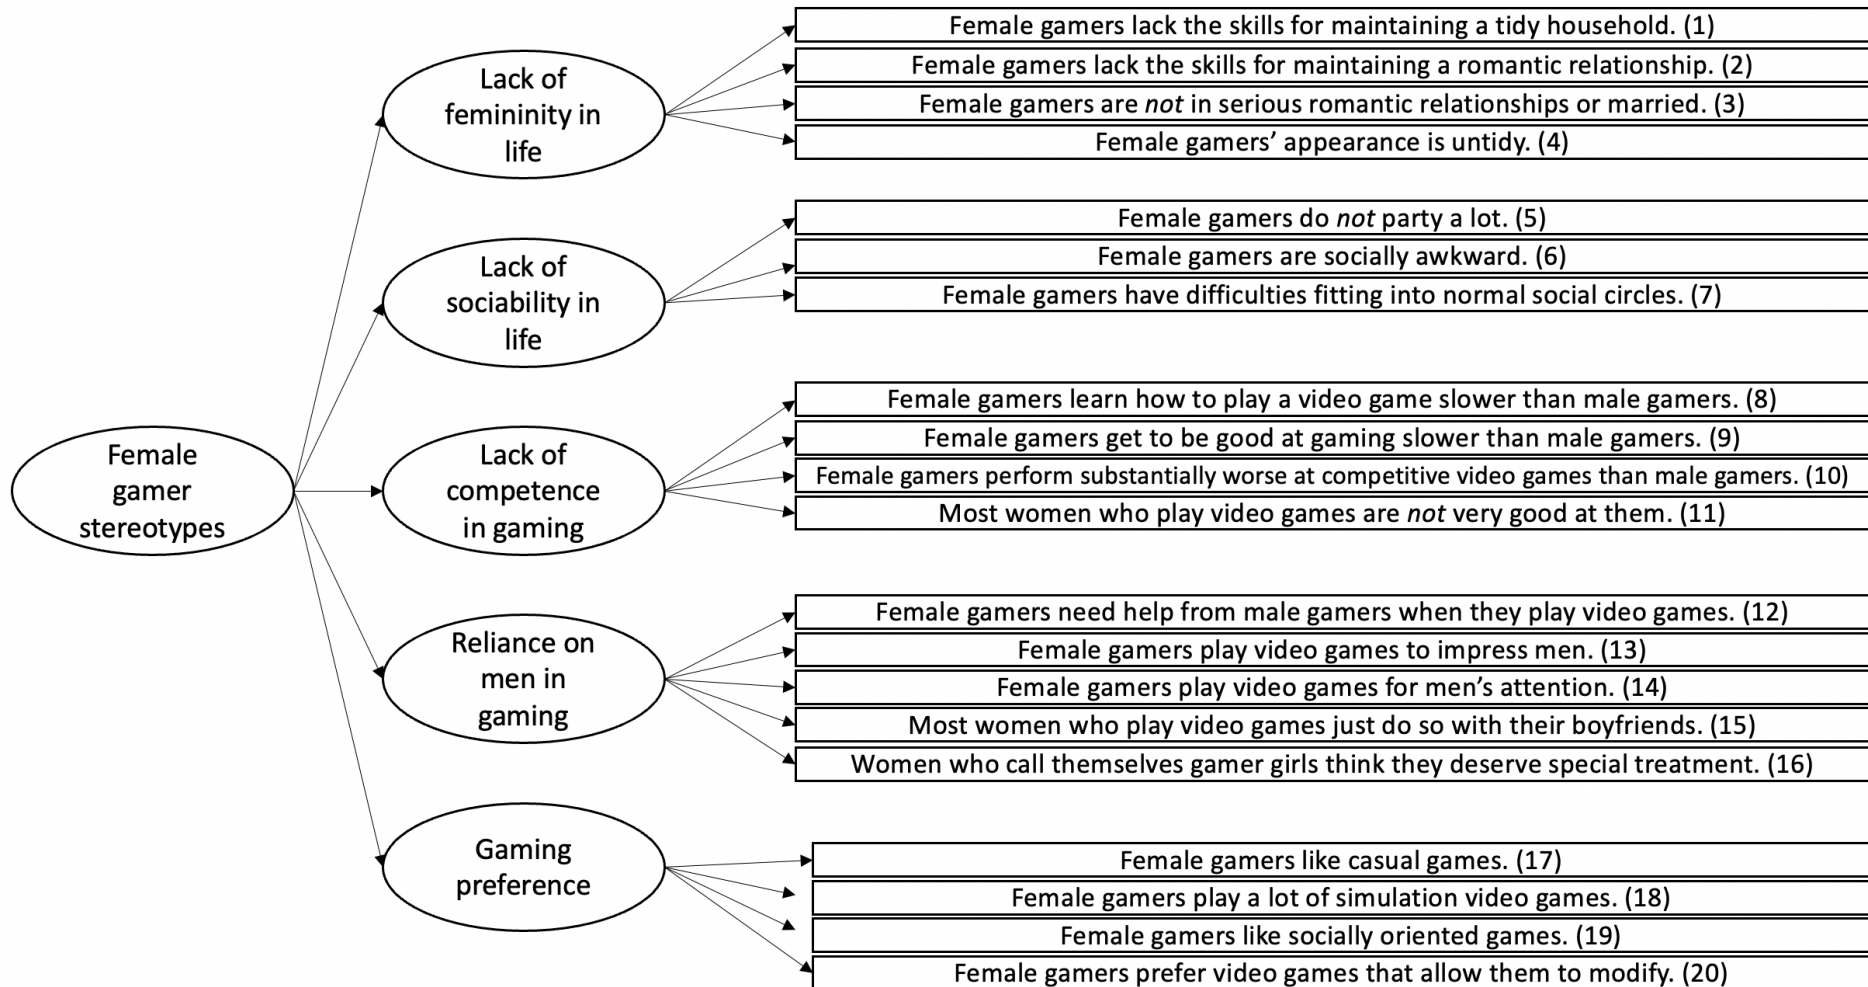 Female
gamer
stereotypes
Lack of
femininity in
life
Female gamers lack the skills for maintaining a tidy household. (1)
Female gamers lack the skills for maintaining a romantic relationship. (2)
Female gamers are not in serious romantic relationships or married. (3)
Female gamers’ appearance is untidy. (4)
Lack of
sociability in
life
Female gamers do not party a lot. (5)
Female gamers are socially awkward. (6)
Female gamers have difficulties fitting into normal social circles. (7)
Lack of
competence
in gaming
Female gamers learn how to play a video game slower than male gamers. (8)
Female gamers get to be good at gaming slower than male gamers. (9)
Female gamers perform substantially worse at competitive video games than male gamers. (10)
Most women who play video games are not very good at them. (11)
Reliance on
men in
gaming
Female gamers need help from male gamers when they play video games. (12)
Female gamers play video games to impress men. (13)
Female gamers play video games for men’s attention. (14)
Most women who play video games just do so with their boyfriends. (15)
Women who call themselves gamer girls think they deserve special treatment. (16)
Gaming
preference
Female gamers like casual games. (17)
Female gamers play a lot of simulation video games. (18)
Female gamers like socially oriented games. (19)
Female gamers prefer video games that allow them to modify. (20)